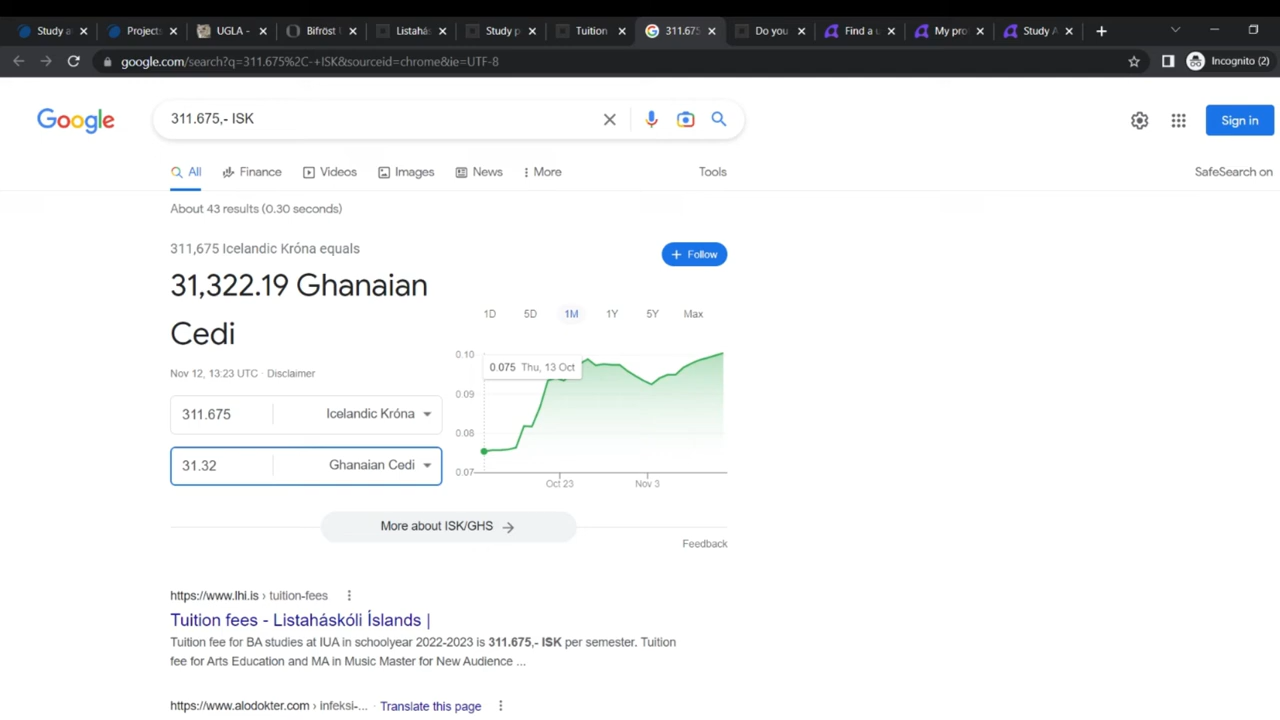 Study a
Projects
UGLA -
Bifröst
Listahás
Study p
Tuition
311.675
Do you
Find a u
My pro
Study A
google.com/search?q=311.675%2C-+ISK&sourceid=chrome&ie=UTF-8
Incognito (2)
Google
311.675,- ISK
Sign in
All
Finance
Videos
Images
News
More
Tools
SafeSearch on
About 43 results (0.30 seconds)
311,675 Icelandic Króna equals
31,322.19 Ghanaian
Cedi
Follow
Nov 12, 13:23 UTC · Disclaimer
311.675 Icelandic Króna
31.32 Ghanaian Cedi
1D 5D 1M 1Y 5Y Max
0.10
0.075 Thu, 13 Oct
0.09
0.08
0.07
Oct 23 Nov 3
More about ISK/GHS
Feedback
https://www.lhi.is › tuition-fees
Tuition fees - Listaháskóli Íslands |
Tuition fee for BA studies at IUA in schoolyear 2022-2023 is 311.675,- ISK per semester. Tuition
fee for Arts Education and MA in Music Master for New Audience ...
https://www.alodokter.com › infeksi-... · Translate this page